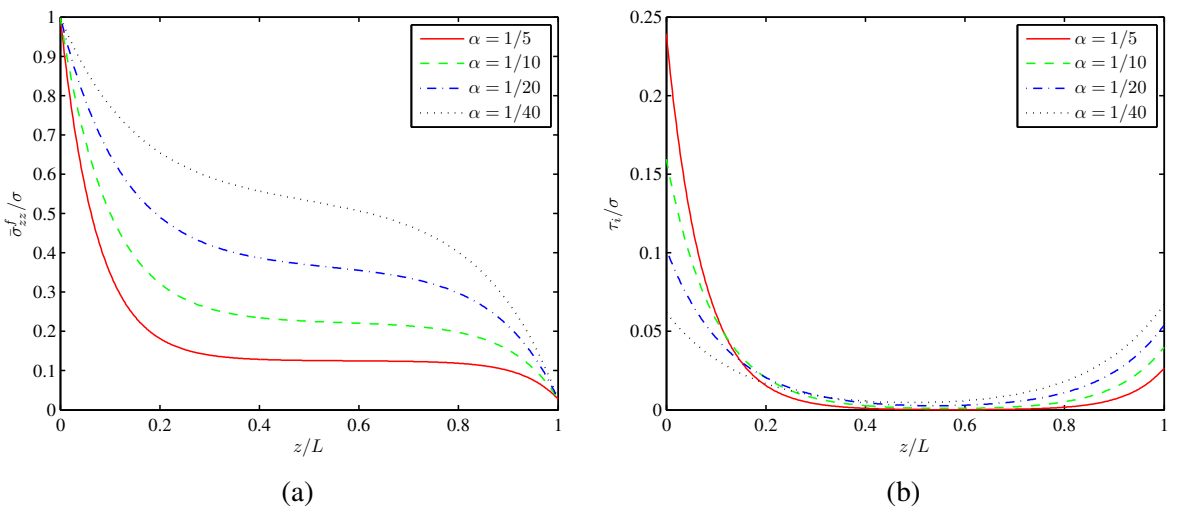 1
0.9
0.8
0.7
0.6
0.5
0.4
0.3
0.2
0.1
0
0 0.2 0.4 0.6 0.8 1
σ̄ᶠ_zz/σ
z/L
α = 1/5
α = 1/10
α = 1/20
α = 1/40
(a)
0.25
0.2
0.15
0.1
0.05
0
0 0.2 0.4 0.6 0.8 1
τᵢ/σ
z/L
α = 1/5
α = 1/10
α = 1/20
α = 1/40
(b)